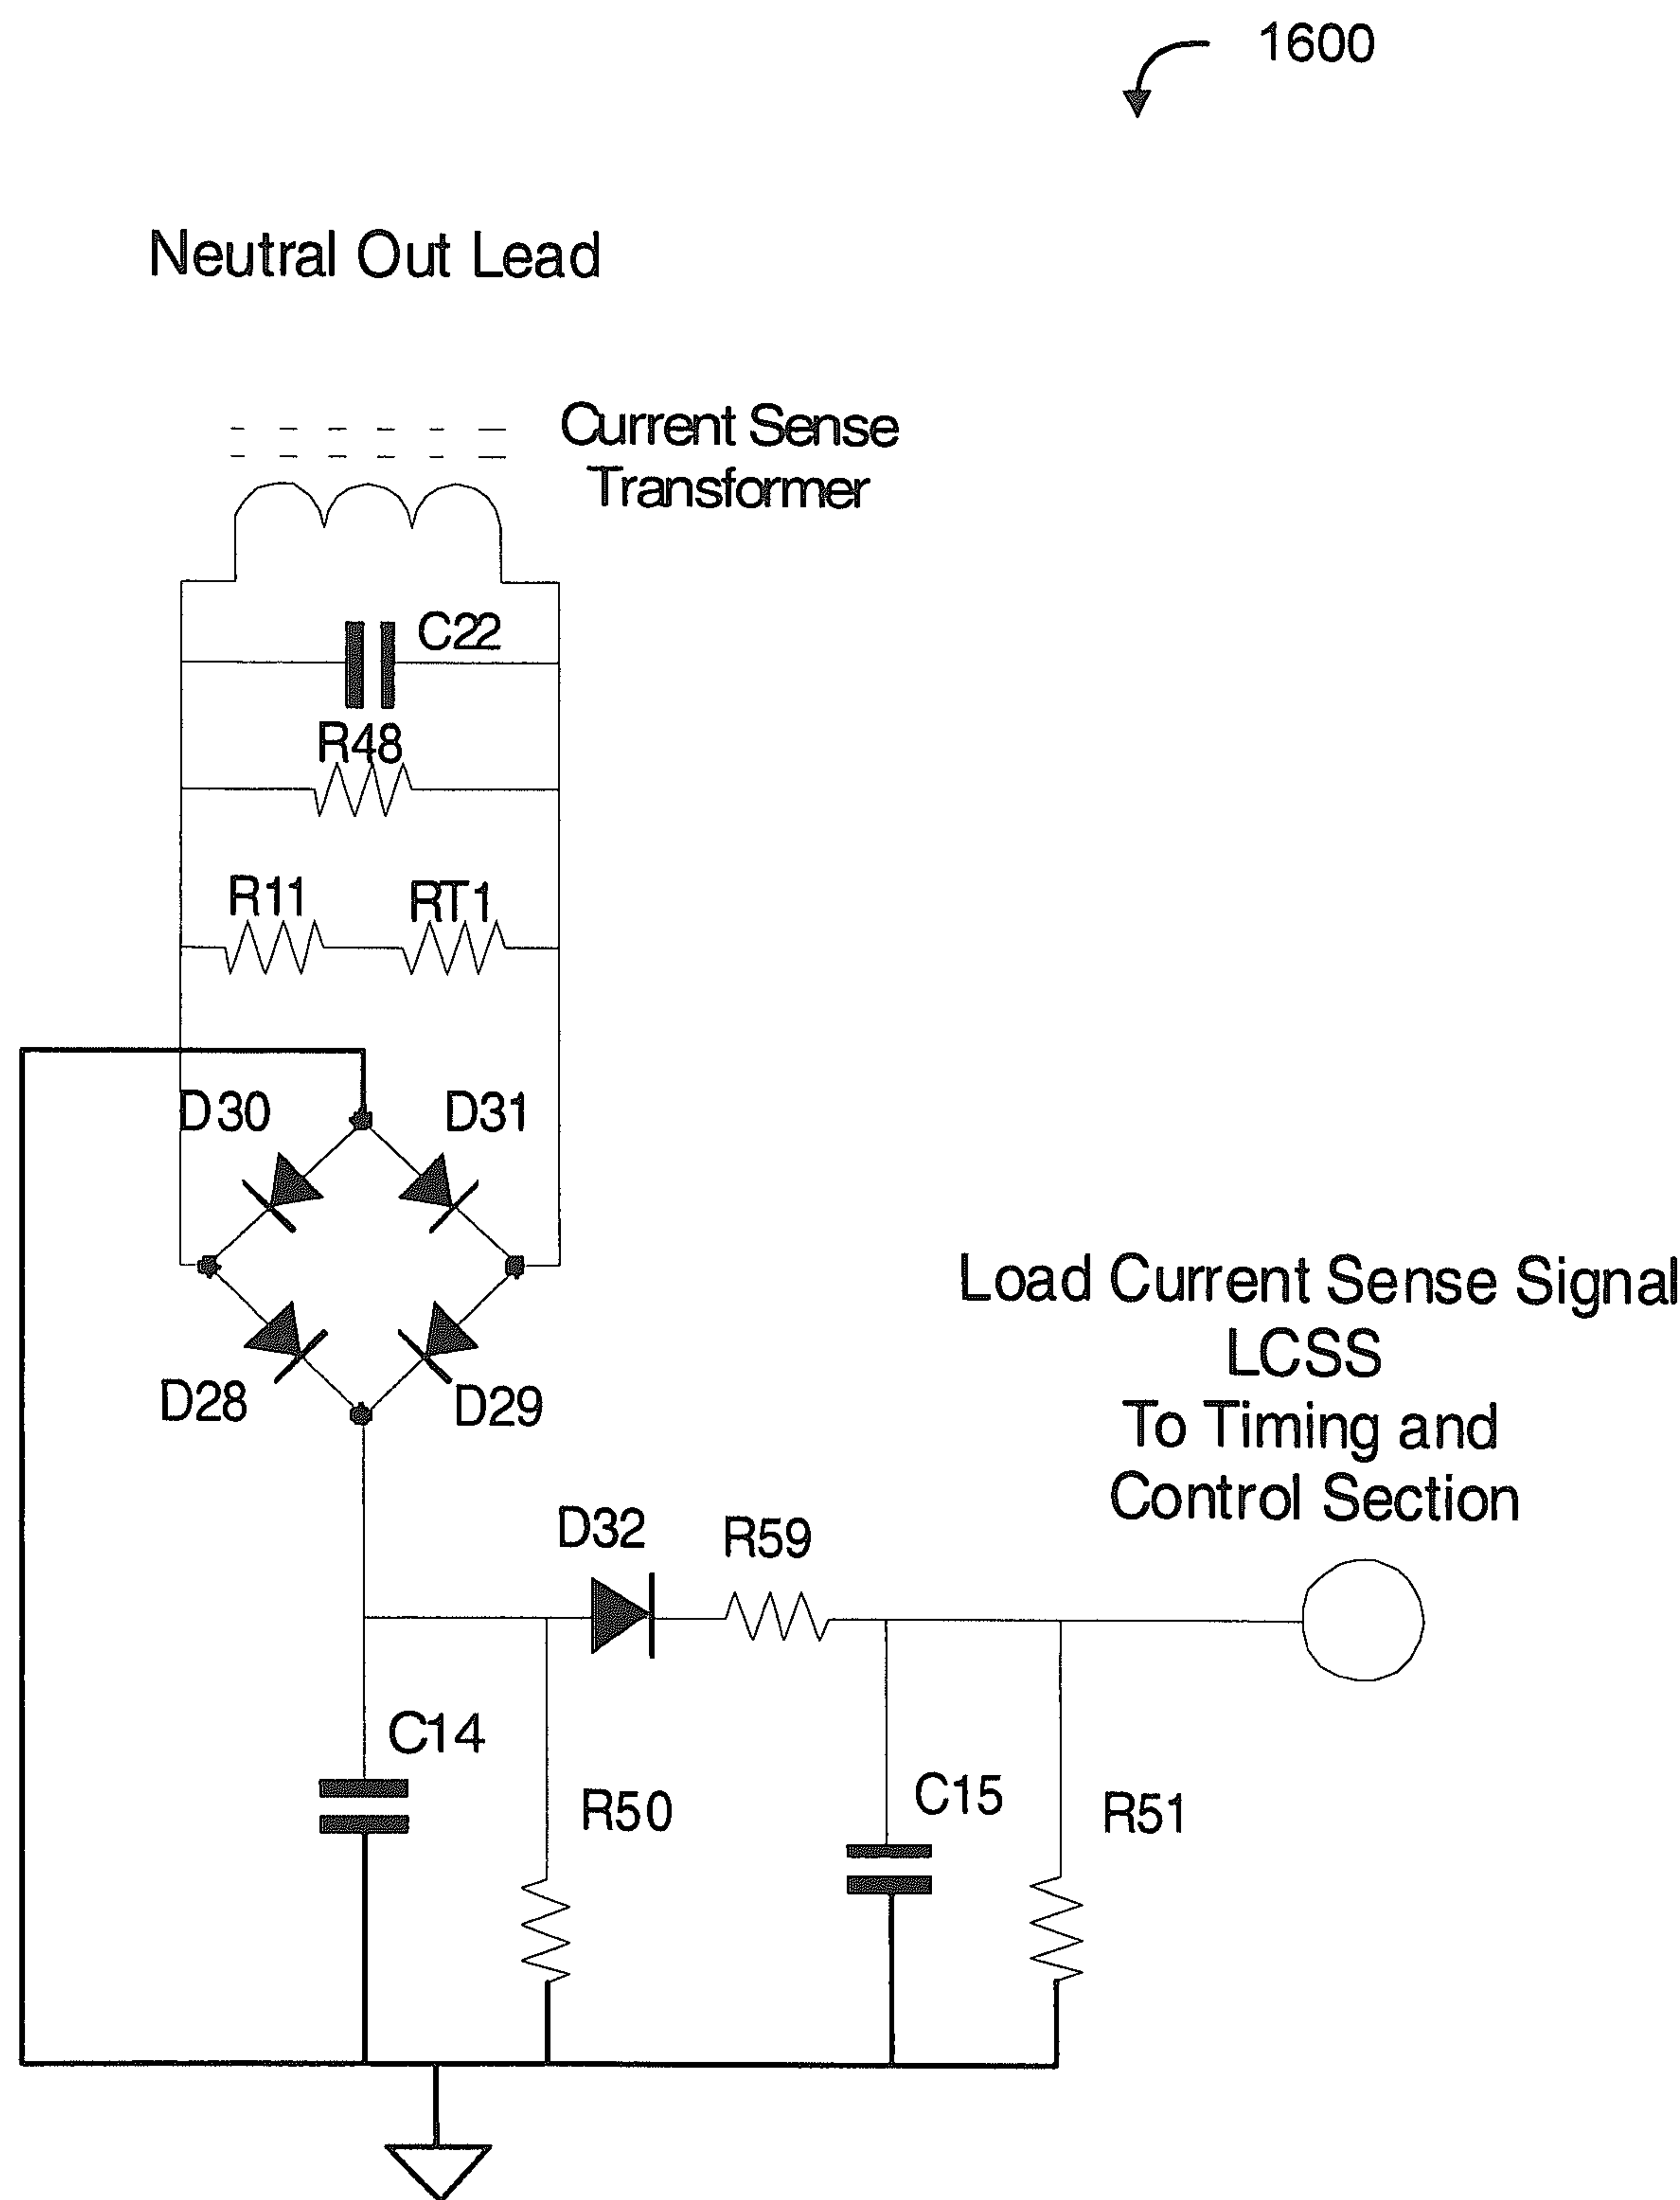 1600
Neutral Out Lead
Current Sense
Transformer
C22
R48
R11
RT1
D30
D31
D28
D29
Load Current Sense Signal
LCSS
To Timing and
Control Section
D32
R59
C14
R50
C15
R51